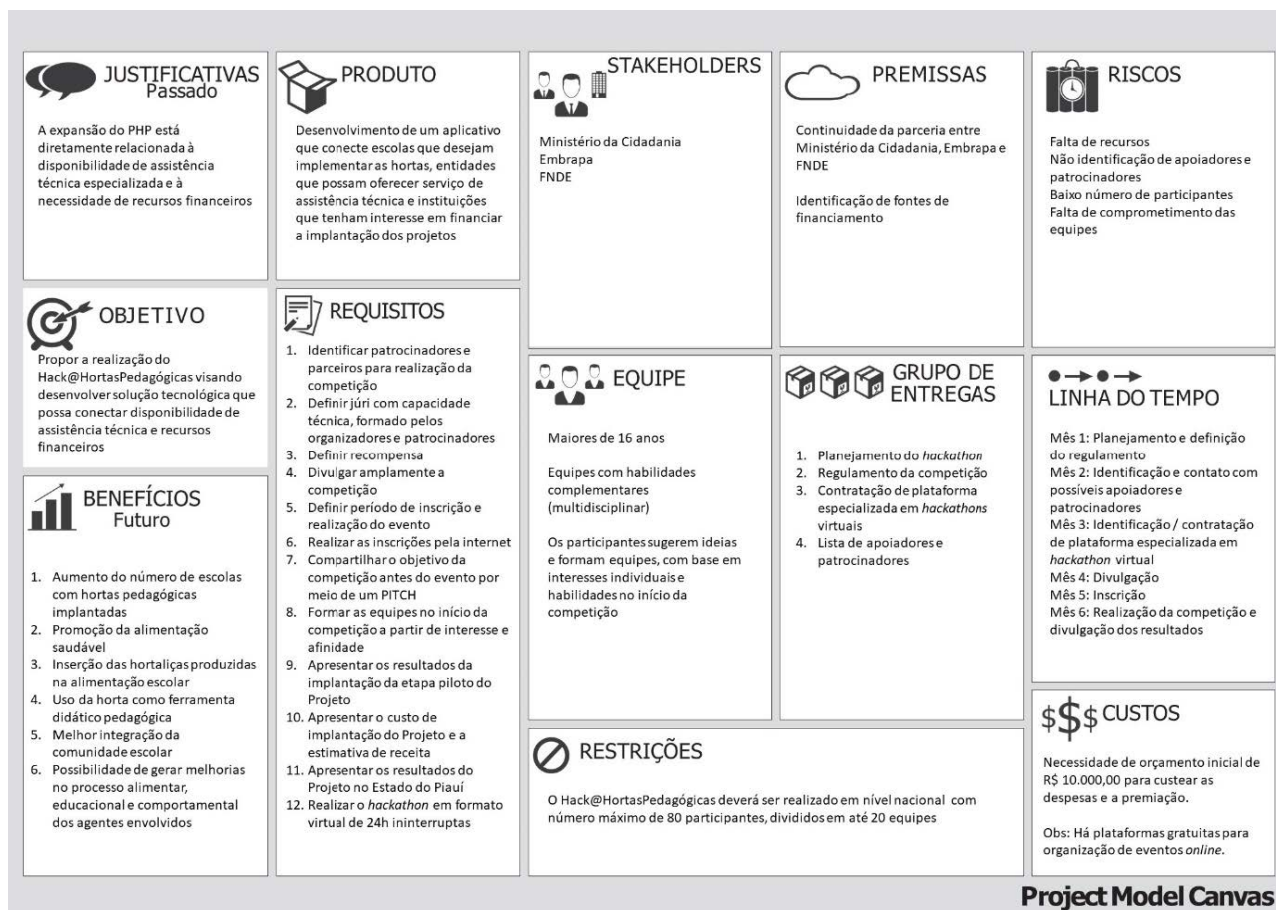 JUSTIFICATIVAS
Passado
A expansão do PHP está
diretamente relacionada à
disponibilidade de assistência
técnica especializada e à
necessidade de recursos financeiros
OBJETIVO
Propor a realização do
Hack@HortasPedagógicas visando
desenvolver solução tecnológica que
possa conectar disponibilidade de
assistência técnica e recursos
financeiros
BENEFÍCIOS
Futuro
1. Aumento do número de escolas
com hortas pedagógicas
implantadas
2. Promoção da alimentação
saudável
3. Inserção das hortaliças produzidas
na alimentação escolar
4. Uso da horta como ferramenta
didático pedagógica
5. Melhor integração da
comunidade escolar
6. Possibilidade de gerar melhorias
no processo alimentar,
educacional e comportamental
dos agentes envolvidos
PRODUTO
Desenvolvimento de um aplicativo
que conecte escolas que desejam
implementar as hortas, entidades
que possam oferecer serviço de
assistência técnica e instituições
que tenham interesse em financiar
a implantação dos projetos
REQUISITOS
1. Identificar patrocinadores e
parceiros para realização da
competição
2. Definir júri com capacidade
técnica, formado pelos
organizadores e patrocinadores
3. Definir recompensa
4. Divulgar amplamente a
competição
5. Definir período de inscrição e
realização do evento
6. Realizar as inscrições pela internet
7. Compartilhar o objetivo da
competição antes do evento por
meio de um PITCH
8. Formar as equipes no início da
competição a partir de interesse e
afinidade
9. Apresentar os resultados da
implantação da etapa piloto do
Projeto
10. Apresentar o custo de
implantação do Projeto e a
estimativa de receita
11. Apresentar os resultados do
Projeto no Estado do Piauí
12. Realizar o hackathon em formato
virtual de 24h ininterruptas
STAKEHOLDERS
Ministério da Cidadania
Embrapa
FNDE
EQUIPE
Maiores de 16 anos
Equipes com habilidades
complementares
(multidisciplinar)
Os participantes sugerem ideias
e formam equipes, com base em
interesses individuais e
habilidades no início da
competição
PREMISSAS
Continuidade da parceria entre
Ministério da Cidadania, Embrapa e
FNDE
Identificação de fontes de
financiamento
GRUPO DE
ENTREGAS
1. Planejamento do hackathon
2. Regulamento da competição
3. Contratação de plataforma
especializada em hackathons
virtuais
4. Lista de apoiadores e
patrocinadores
RESTRIÇÕES
O Hack@HortasPedagógicas deverá ser realizado em nível nacional com
número máximo de 80 participantes, divididos em até 20 equipes
RISCOS
Falta de recursos
Não identificação de apoiadores e
patrocinadores
Baixo número de participantes
Falta de comprometimento das
equipes
LINHA DO TEMPO
Mês 1: Planejamento e definição
do regulamento
Mês 2: Identificação e contato com
possíveis apoiadores e
patrocinadores
Mês 3: Identificação / contratação
de plataforma especializada em
hackathon virtual
Mês 4: Divulgação
Mês 5: Inscrição
Mês 6: Realização da competição e
divulgação dos resultados
$$$ CUSTOS
Necessidade de orçamento inicial de
R$ 10.000,00 para custear as
despesas e a premiação.
Obs: Há plataformas gratuitas para
organização de eventos online.
Project Model Canvas